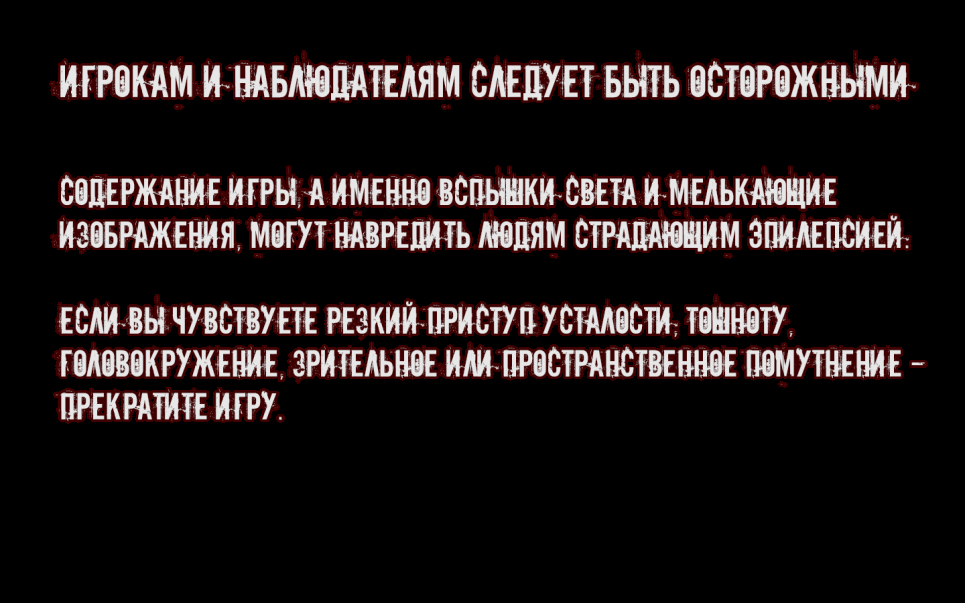 ИГРОКАМ И НАБЛЮДАТЕЛЯМ СЛЕДУЕТ БЫТЬ ОСТОРОЖНЫМИ
СОДЕРЖАНИЕ ИГРЫ, А ИМЕННО ВСПЫШКИ СВЕТА И МЕЛЬКАЮЩИЕ
ИЗОБРАЖЕНИЯ, МОГУТ НАВРЕДИТЬ ЛЮДЯМ СТРАДАЮЩИМ ЭПИЛЕПСИЕЙ.
ЕСЛИ ВЫ ЧУВСТВУЕТЕ РЕЗКИЙ ПРИСТУП УСТАЛОСТИ, ТОШНОТУ,
ГОЛОВОКРУЖЕНИЕ, ЗРИТЕЛЬНОЕ ИЛИ ПРОСТРАНСТВЕННОЕ ПОМУТНЕНИЕ –
ПРЕКРАТИТЕ ИГРУ.